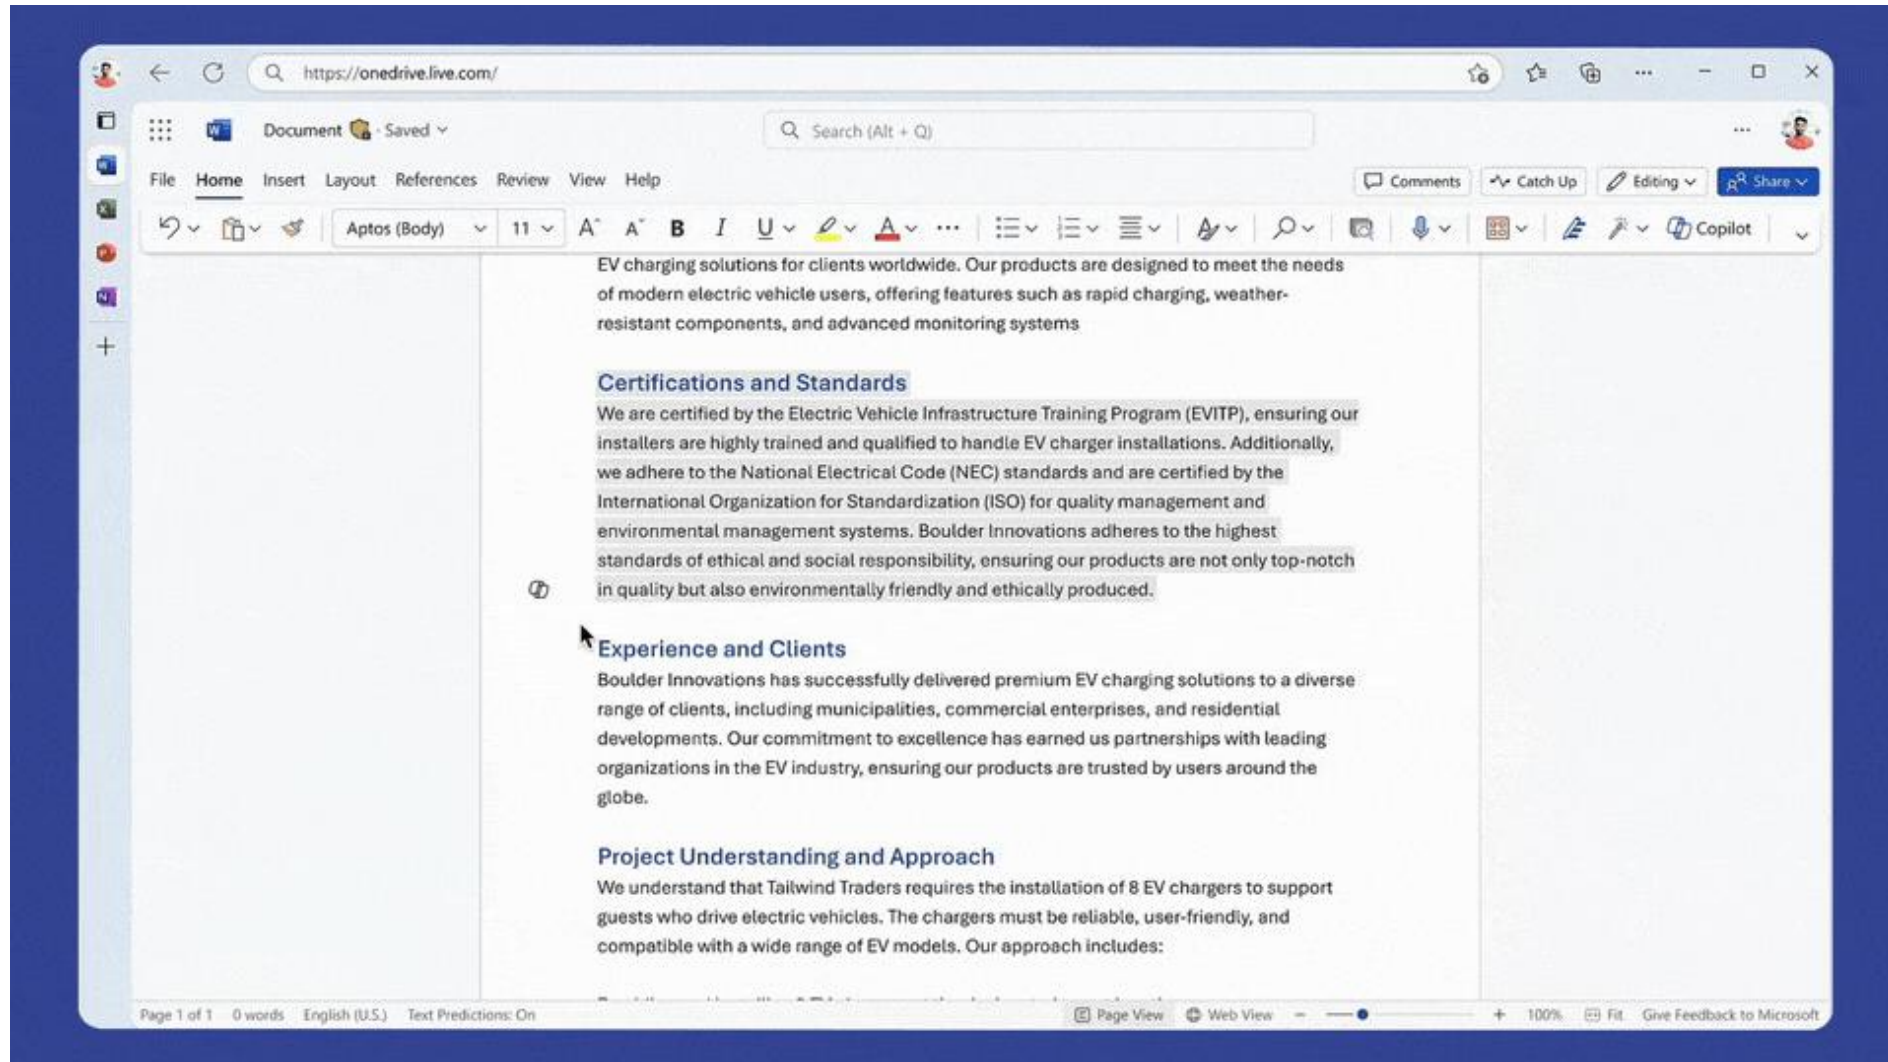 https://onedrive.live.com/
Document · Saved
Search (Alt + Q)
File Home Insert Layout References Review View Help
Comments Catch Up Editing Share
Aptos (Body) 11 A A B I U A Copilot
EV charging solutions for clients worldwide. Our products are designed to meet the needs
of modern electric vehicle users, offering features such as rapid charging, weather-
resistant components, and advanced monitoring systems
Certifications and Standards
We are certified by the Electric Vehicle Infrastructure Training Program (EVITP), ensuring our
installers are highly trained and qualified to handle EV charger installations. Additionally,
we adhere to the National Electrical Code (NEC) standards and are certified by the
International Organization for Standardization (ISO) for quality management and
environmental management systems. Boulder Innovations adheres to the highest
standards of ethical and social responsibility, ensuring our products are not only top-notch
in quality but also environmentally friendly and ethically produced.
Experience and Clients
Boulder Innovations has successfully delivered premium EV charging solutions to a diverse
range of clients, including municipalities, commercial enterprises, and residential
developments. Our commitment to excellence has earned us partnerships with leading
organizations in the EV industry, ensuring our products are trusted by users around the
globe.
Project Understanding and Approach
We understand that Tailwind Traders requires the installation of 8 EV chargers to support
guests who drive electric vehicles. The chargers must be reliable, user-friendly, and
compatible with a wide range of EV models. Our approach includes:
Page 1 of 1 0 words English (U.S.) Text Predictions: On Page View Web View - + 100% Fit Give Feedback to Microsoft